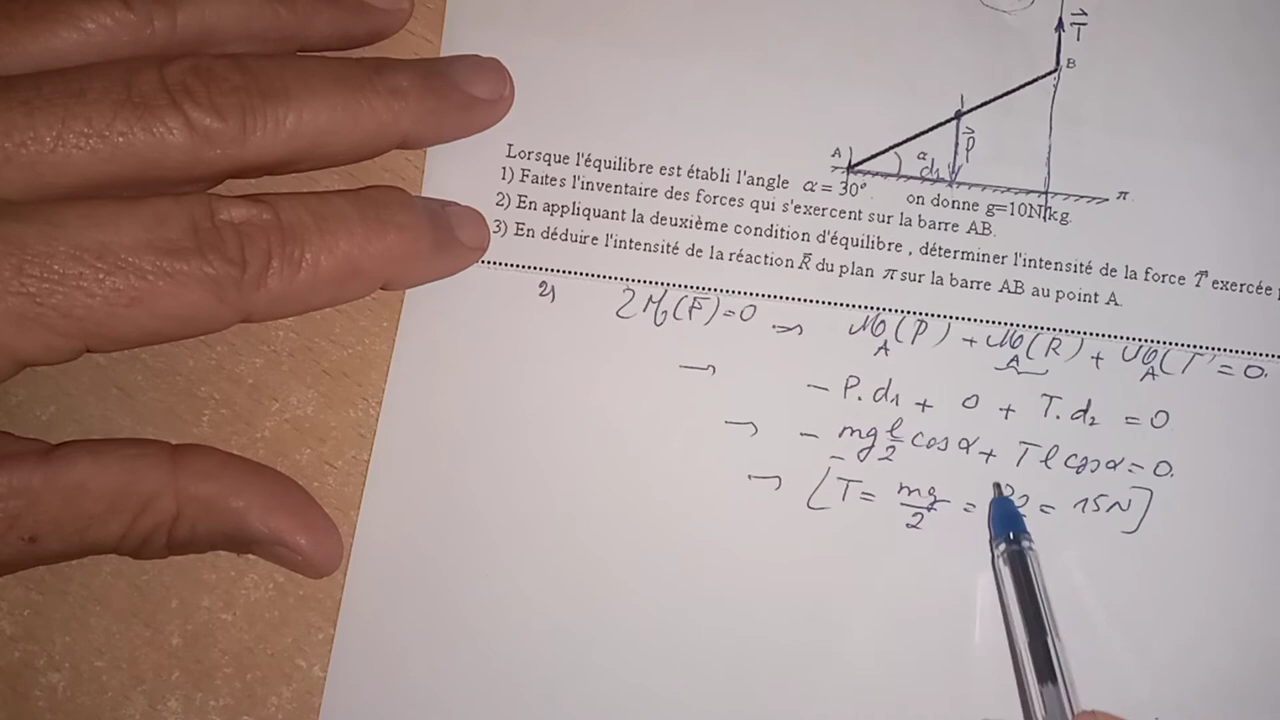 T⃗
B
P⃗
A
α
d₁
π
Lorsque l'équilibre est établi l'angle α = 30° on donne g=10N/kg.
1) Faites l'inventaire des forces qui s'exercent sur la barre AB.
2) En appliquant la deuxième condition d'équilibre , déterminer l'intensité de la force T⃗ exercée
3) En déduire l'intensité de la réaction R⃗ du plan π sur la barre AB au point A.
2) Σ M(F) = 0 → M_A(P) + M_A(R) + M_A(T) = 0.
→ - P.d₁ + 0 + T.d₂ = 0
→ - mg ℓ/2 cos α + T ℓ cos α = 0.
→ [T = mg/2 = = 15N]